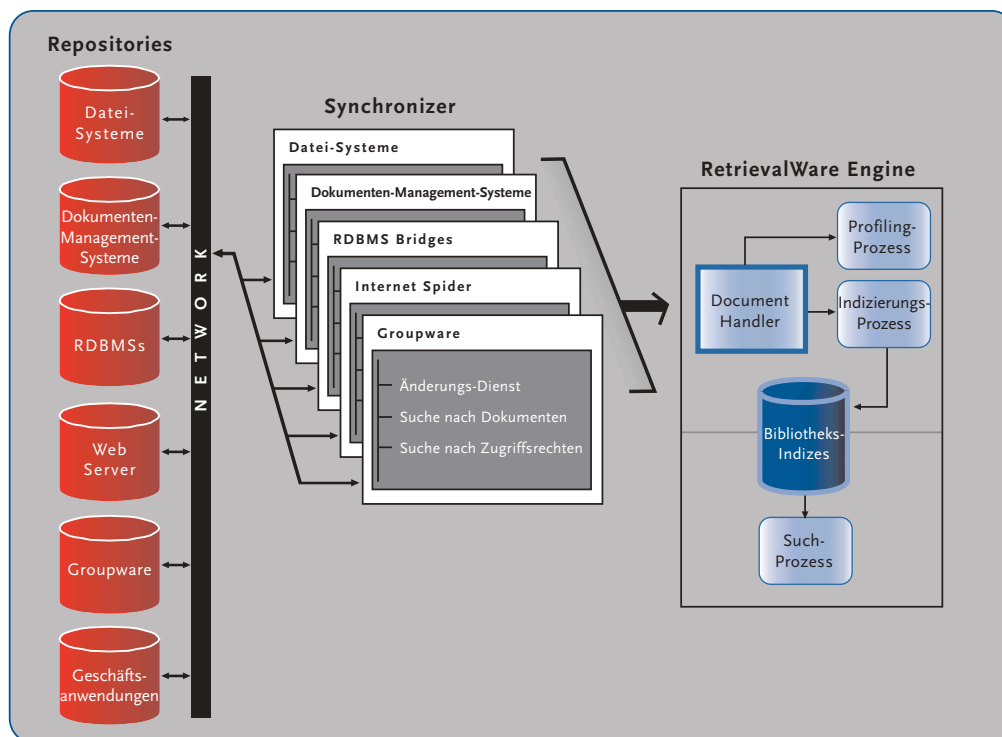 Repositories
Datei-
Systeme
Dokumenten-
Management-
Systeme
RDBMSs
Web
Server
Groupware
Geschäfts-
anwendungen
NETWORK
Synchronizer
Datei-Systeme
Dokumenten-Management-Systeme
RDBMS Bridges
Internet Spider
Groupware
Änderungs-Dienst
Suche nach Dokumenten
Suche nach Zugriffsrechten
RetrievalWare Engine
Profiling-
Prozess
Document
Handler
Indizierungs-
Prozess
Bibliotheks-
Indizes
Such-
Prozess